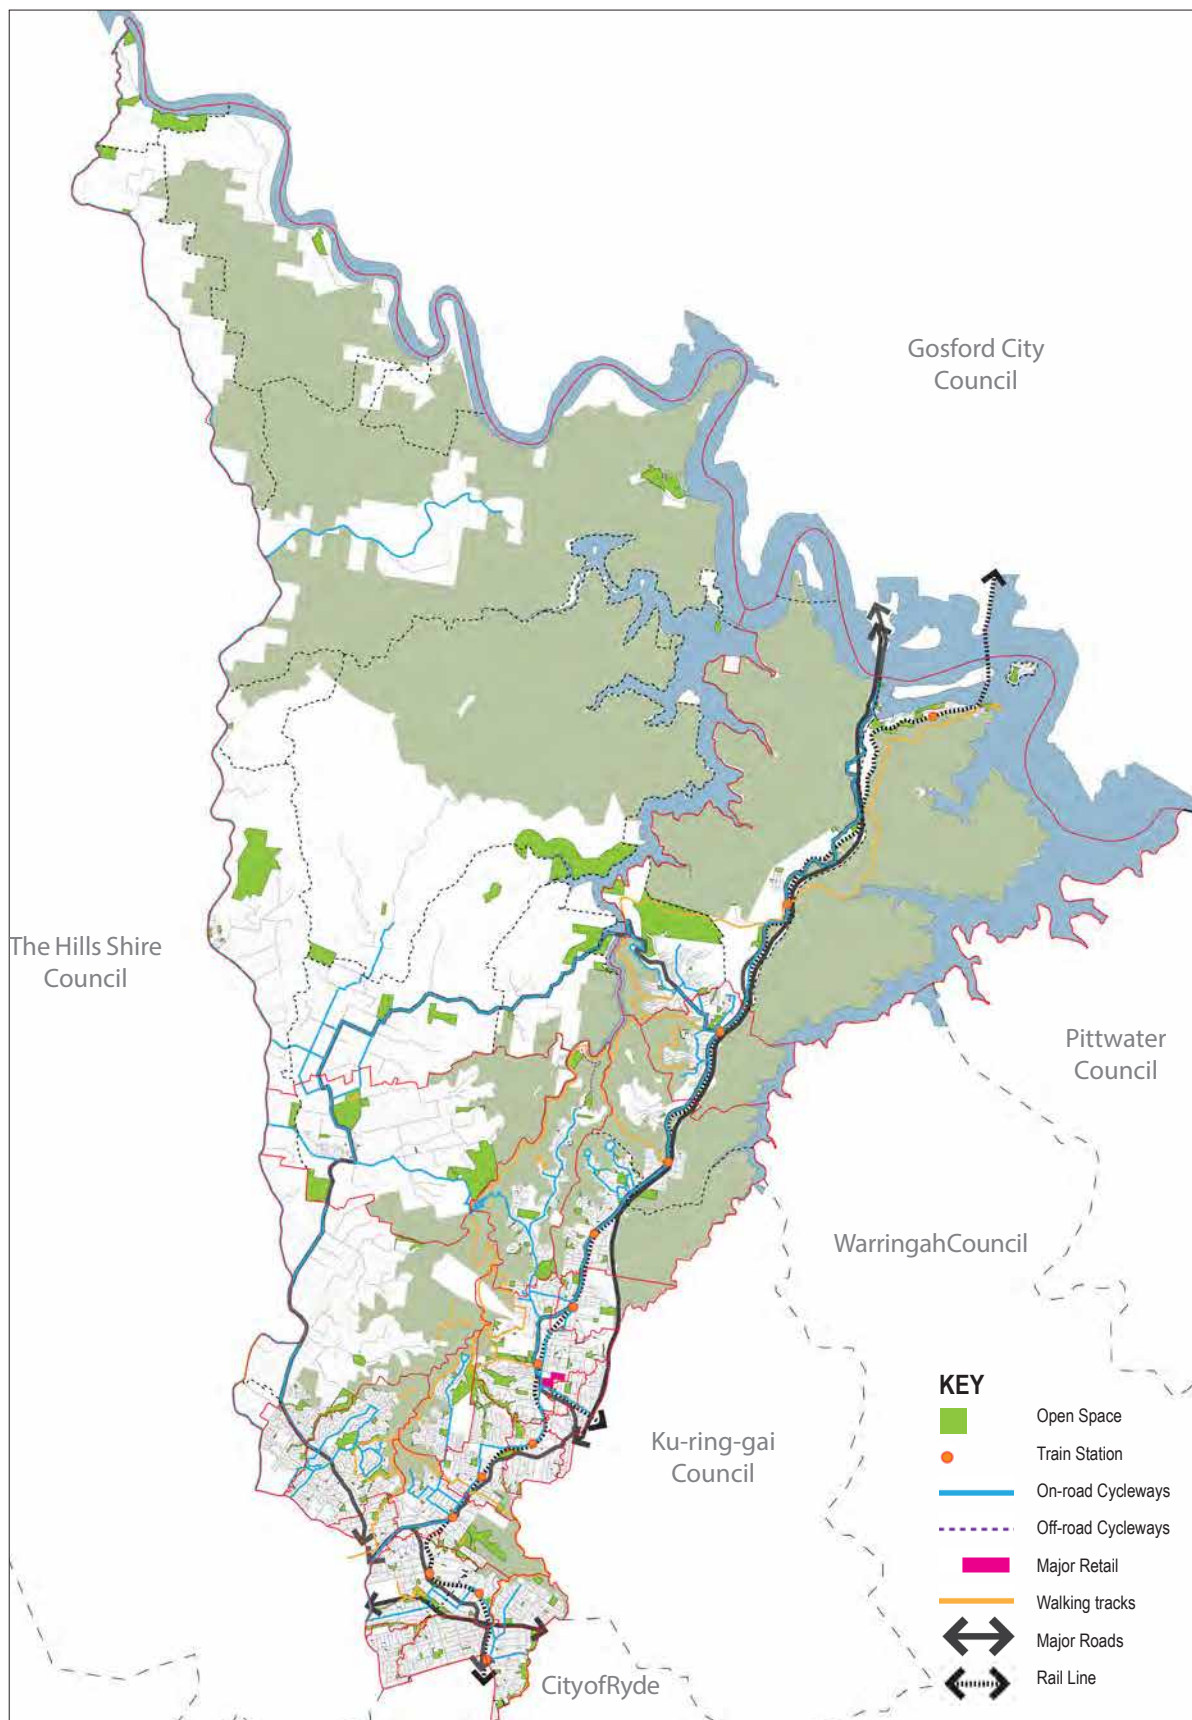 Gosford City
Council
The Hills Shire
Council
Pittwater
Council
WarringahCouncil
Ku-ring-gai
Council
CityofRyde
KEY
Open Space
Train Station
On-road Cycleways
Off-road Cycleways
Major Retail
Walking tracks
Major Roads
Rail Line